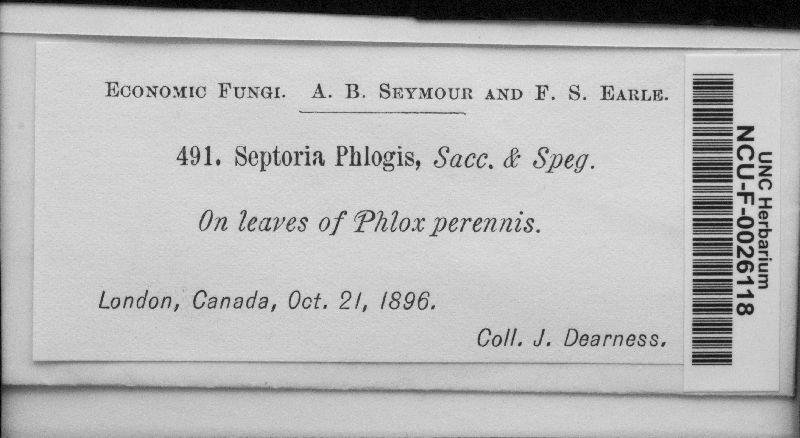 Economic Fungi. A. B. Seymour and F. S. Earle.
491. Septoria Phlogis, Sacc. & Speg.
On leaves of Phlox perennis.
London, Canada, Oct. 21, 1896.
Coll. J. Dearness.
UNC Herbarium
NCU-F-0026118